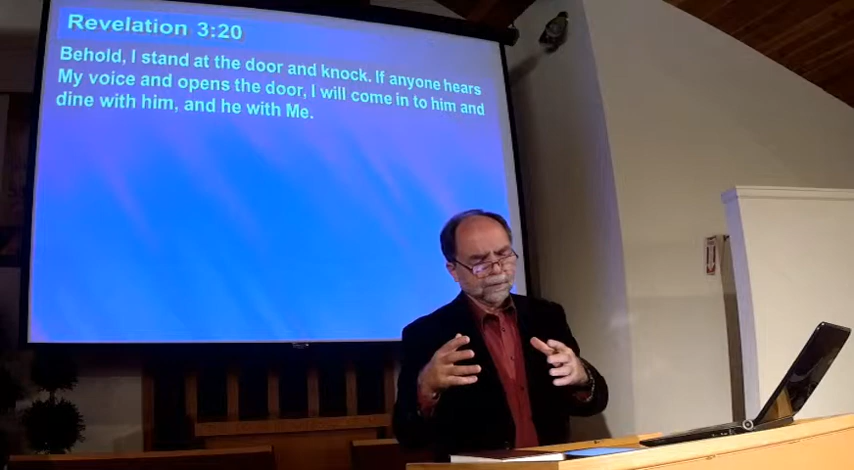 Revelation 3:20
Behold, I stand at the door and knock. If anyone hears
My voice and opens the door, I will come in to him and
dine with him, and he with Me.